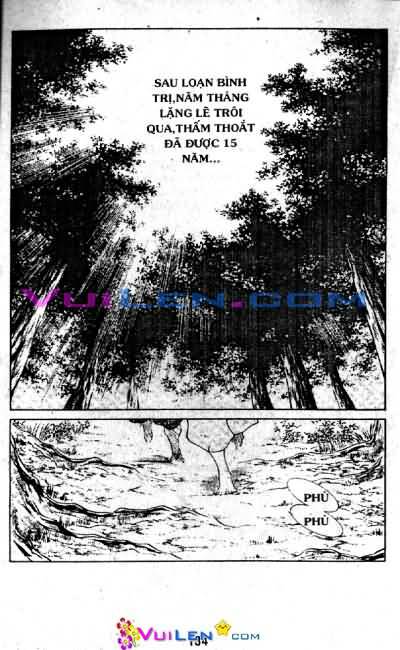 SAU LOẠN BÌNH
TRỊ,NĂM THÁNG
LẶNG LẼ TRÔI
QUA,THẤM THOÁT
ĐÃ ĐƯỢC 15
NĂM...
VUILEN.COM
PHÙ
PHÙ
134
VUILEN.COM